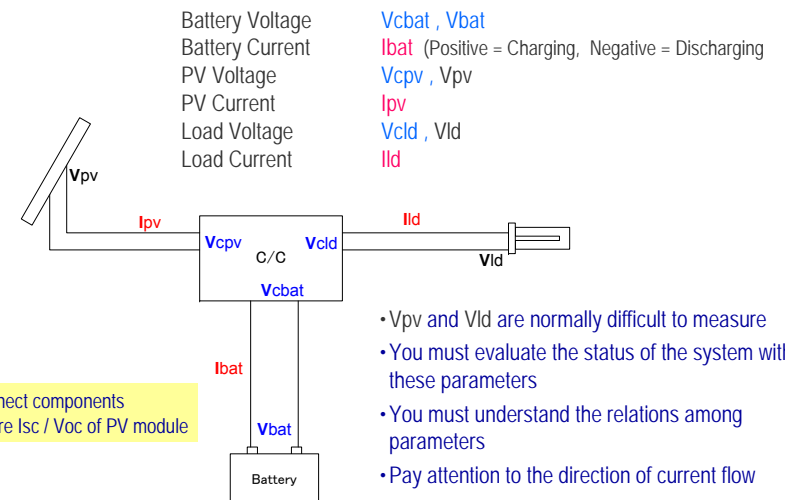 Battery Voltage Vcbat , Vbat
Battery Current Ibat (Positive = Charging, Negative = Discharging
PV Voltage Vcpv , Vpv
PV Current Ipv
Load Voltage Vcld , Vld
Load Current Ild
Vpv
Ipv
Ild
Vcpv
Vcld
C/C
Vld
Vcbat
Ibat
Vbat
Battery
nect components
re Isc / Voc of PV module
・Vpv and Vld are normally difficult to measure
・You must evaluate the status of the system with
these parameters
・You must understand the relations among
parameters
・Pay attention to the direction of current flow